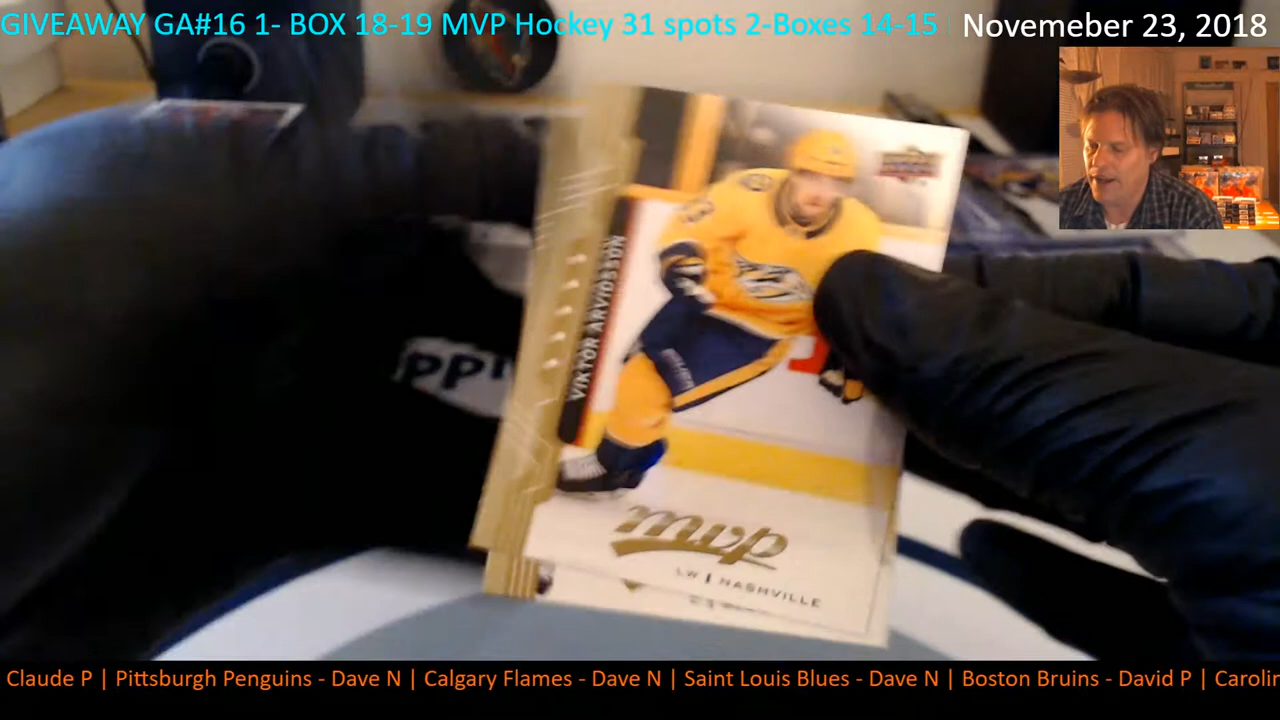 GIVEAWAY GA#16 1- BOX 18-19 MVP Hockey 31 spots 2-Boxes 14-15
Novemeber 23, 2018
VIKTOR ARVIDSSON
mvp
LW | NASHVILLE
Claude P | Pittsburgh Penguins - Dave N | Calgary Flames - Dave N | Saint Louis Blues - Dave N | Boston Bruins - David P |